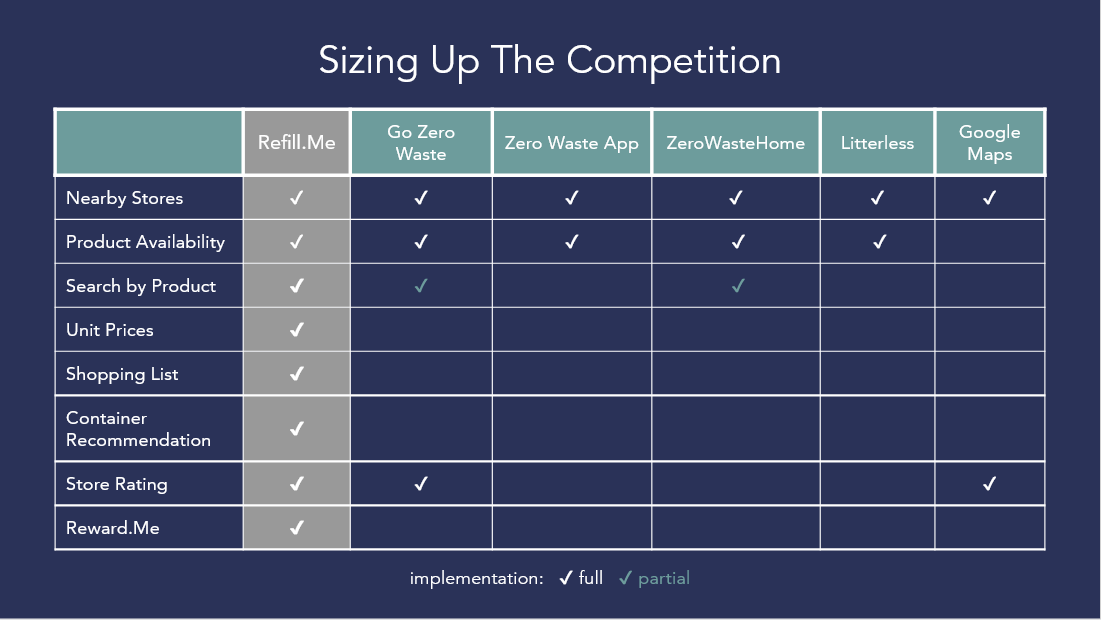 Sizing Up The Competition
Refill.Me
Go Zero
Waste
Zero Waste App
ZeroWasteHome
Litterless
Google
Maps
Nearby Stores ✓ ✓ ✓ ✓ ✓ ✓
Product Availability ✓ ✓ ✓ ✓ ✓
Search by Product ✓ ✓ ✓
Unit Prices ✓
Shopping List ✓
Container
Recommendation ✓
Store Rating ✓ ✓ ✓
Reward.Me ✓
implementation: ✓ full ✓ partial